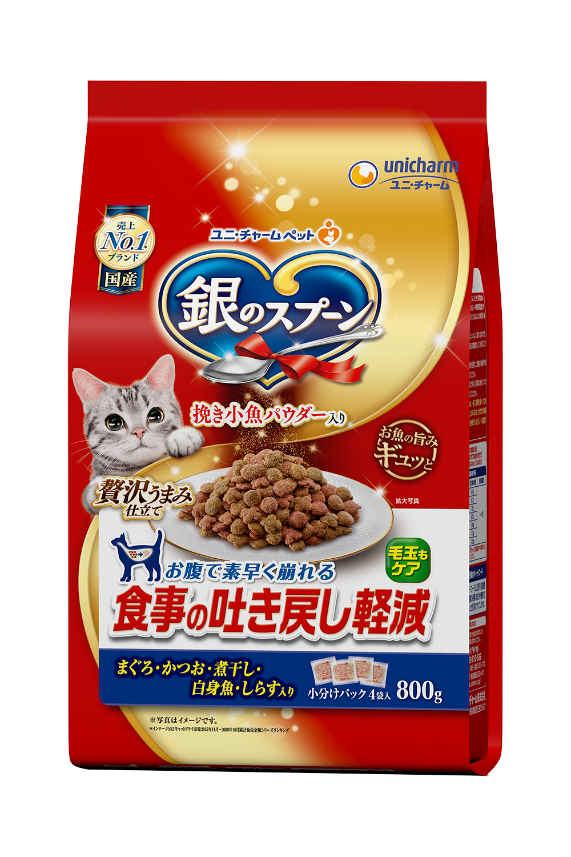 unicharm
ユニ・チャーム
売上
No.1
ブランド
国産
ユニ・チャーム ペット
銀のスプーン
挽き小魚パウダー入り
お魚の旨み
ギュッと
贅沢うまみ
仕立て
拡大写真
お腹で素早く崩れる
毛玉も
ケア
食事の吐き戻し軽減
まぐろ・かつお・煮干し・
白身魚・しらす入り
小分けパック 4袋入 800g
※写真はイメージです。